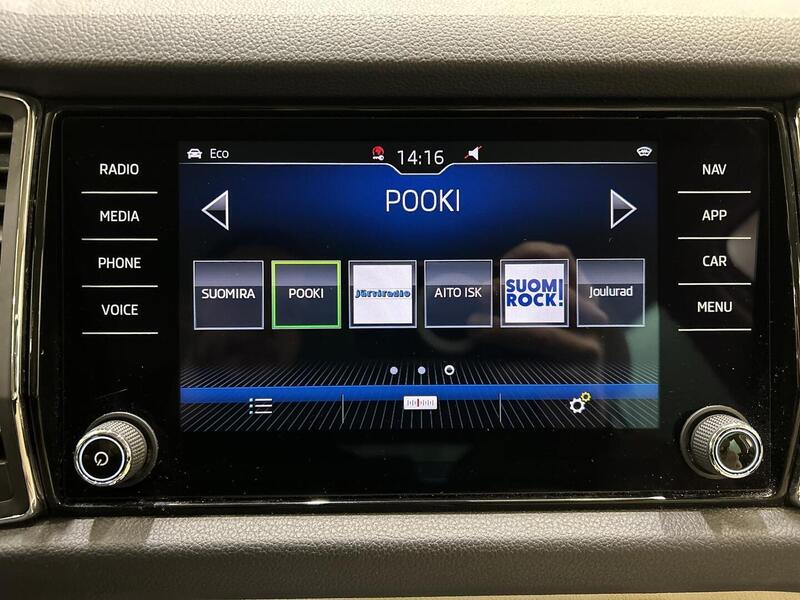 Eco 14:16
RADIO
MEDIA
PHONE
VOICE
POOKI
SUOMIRA
POOKI
Järviradio
AITO ISK
SUOMI
ROCK!
Joulurad
NAV
APP
CAR
MENU